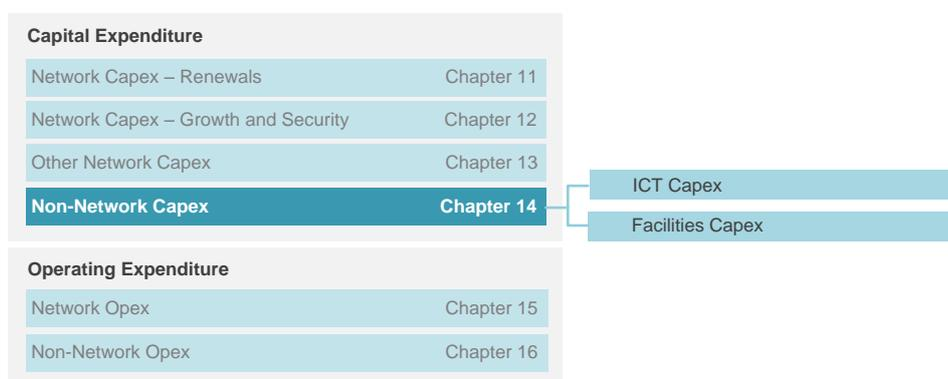 Capital Expenditure
Network Capex – Renewals Chapter 11
Network Capex – Growth and Security Chapter 12
Other Network Capex Chapter 13
Non-Network Capex Chapter 14
ICT Capex
Facilities Capex
Operating Expenditure
Network Opex Chapter 15
Non-Network Opex Chapter 16